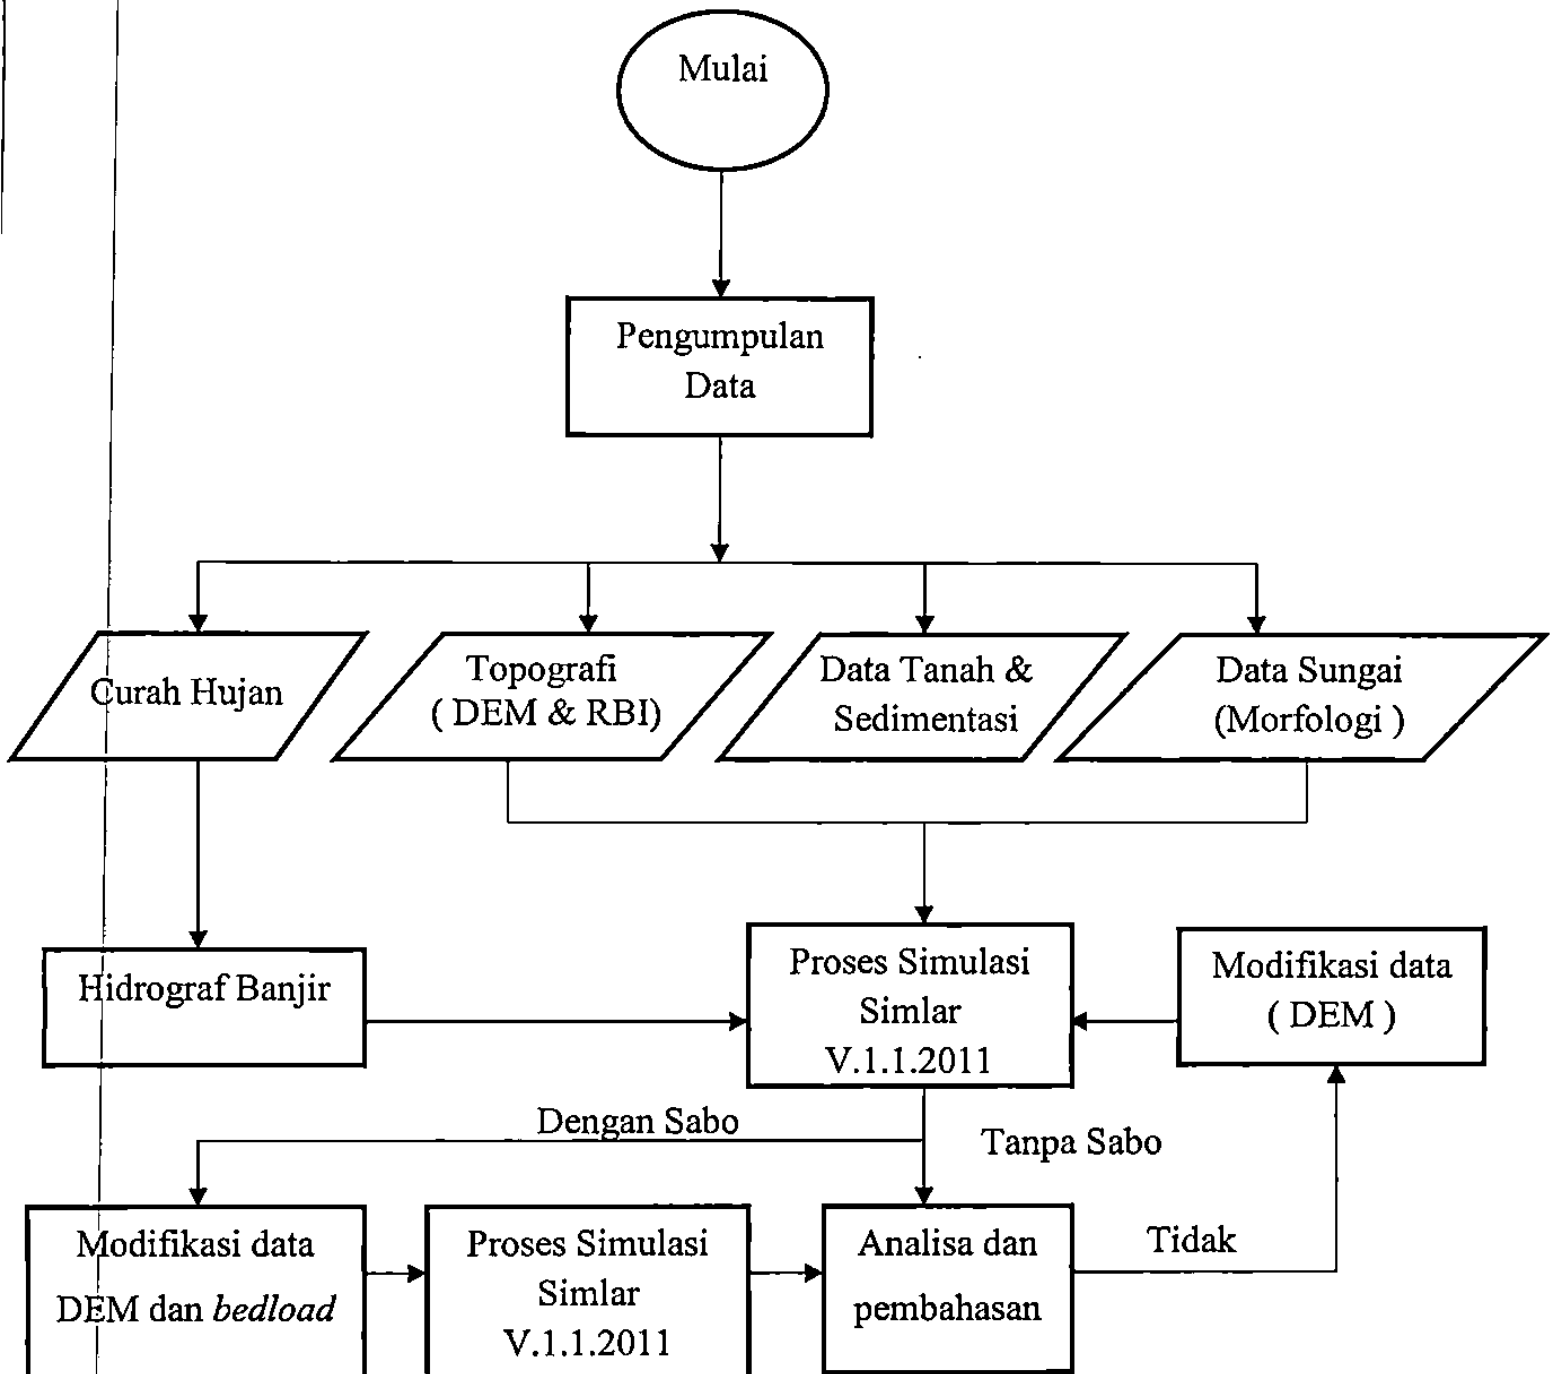 Mulai
Pengumpulan
Data
Curah Hujan
Topografi
( DEM & RBI)
Data Tanah &
Sedimentasi
Data Sungai
(Morfologi )
Hidrograf Banjir
Proses Simulasi
Simlar
V.1.1.2011
Modifikasi data
( DEM )
Dengan Sabo
Tanpa Sabo
Modifikasi data
DEM dan bedload
Proses Simulasi
Simlar
V.1.1.2011
Analisa dan
pembahasan
Tidak